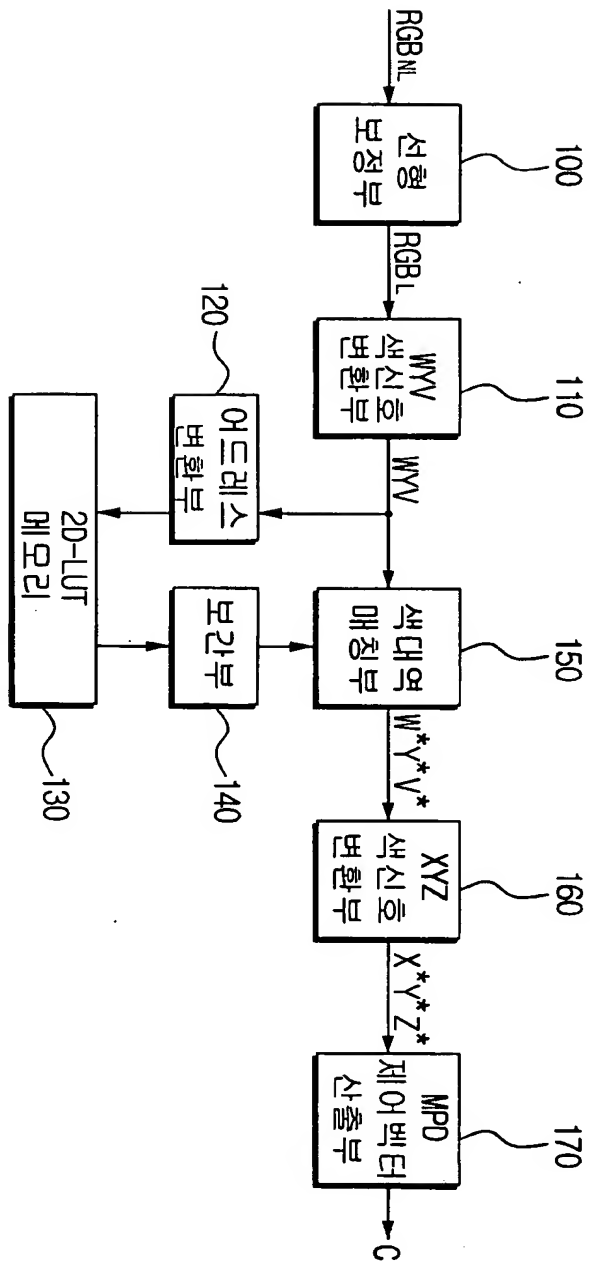 100
110
150
160
170
RGBNL
선형
보정부
RGBL
WYV
색신호
변환부
WYV
색대역
매칭부
W*Y*V*
XYZ
색신호
변환부
X*Y*Z*
MPD
제어벡터
산출부
C
120
어드레스
변환부
보간부
140
2D-LUT
메모리
130